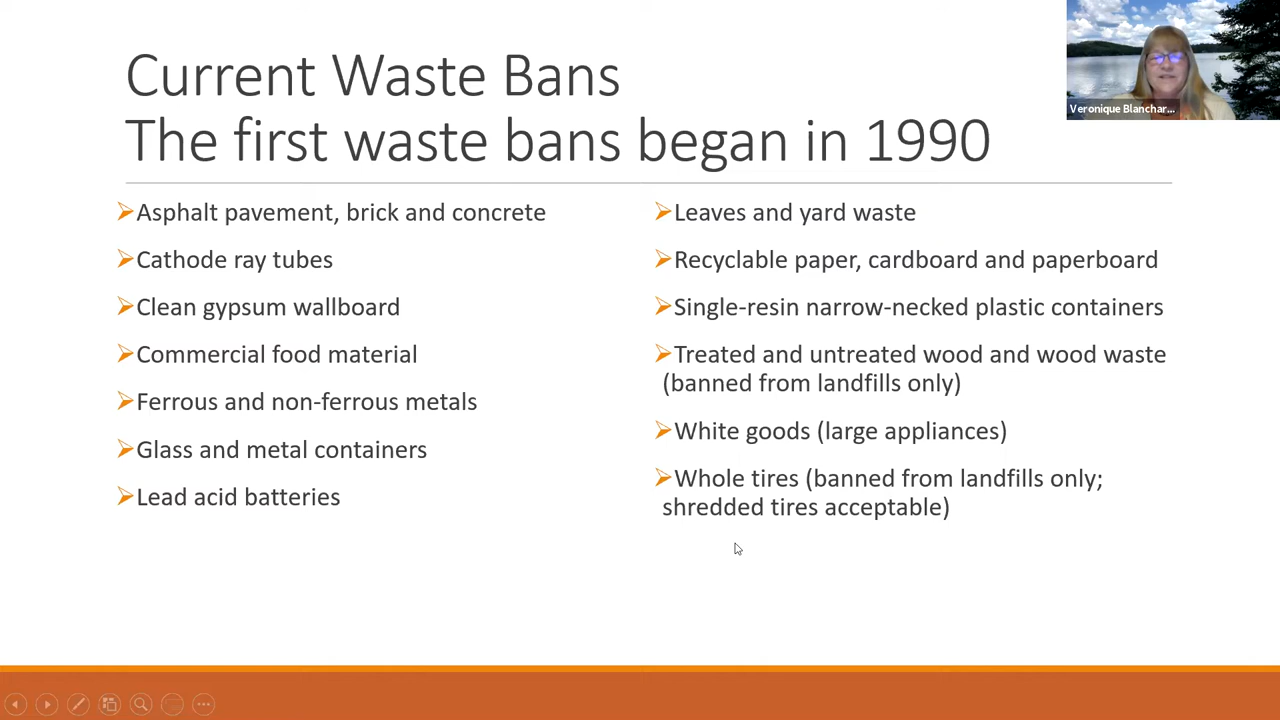 Current Waste Bans
The first waste bans began in 1990
Asphalt pavement, brick and concrete
Cathode ray tubes
Clean gypsum wallboard
Commercial food material
Ferrous and non-ferrous metals
Glass and metal containers
Lead acid batteries
Leaves and yard waste
Recyclable paper, cardboard and paperboard
Single-resin narrow-necked plastic containers
Treated and untreated wood and wood waste
(banned from landfills only)
White goods (large appliances)
Whole tires (banned from landfills only;
shredded tires acceptable)
Veronique Blanchar...